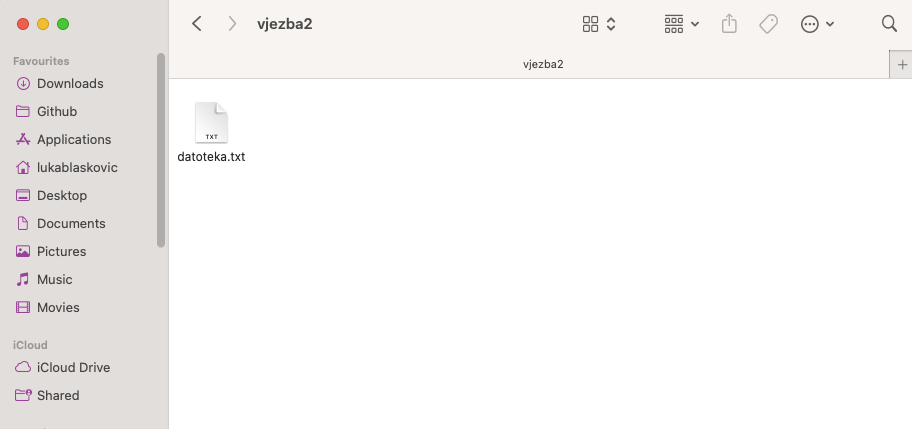 vjezba2
vjezba2
Favourites
Downloads
Github
Applications
lukablaskovic
Desktop
Documents
Pictures
Music
Movies
iCloud
iCloud Drive
Shared
TXT
datoteka.txt